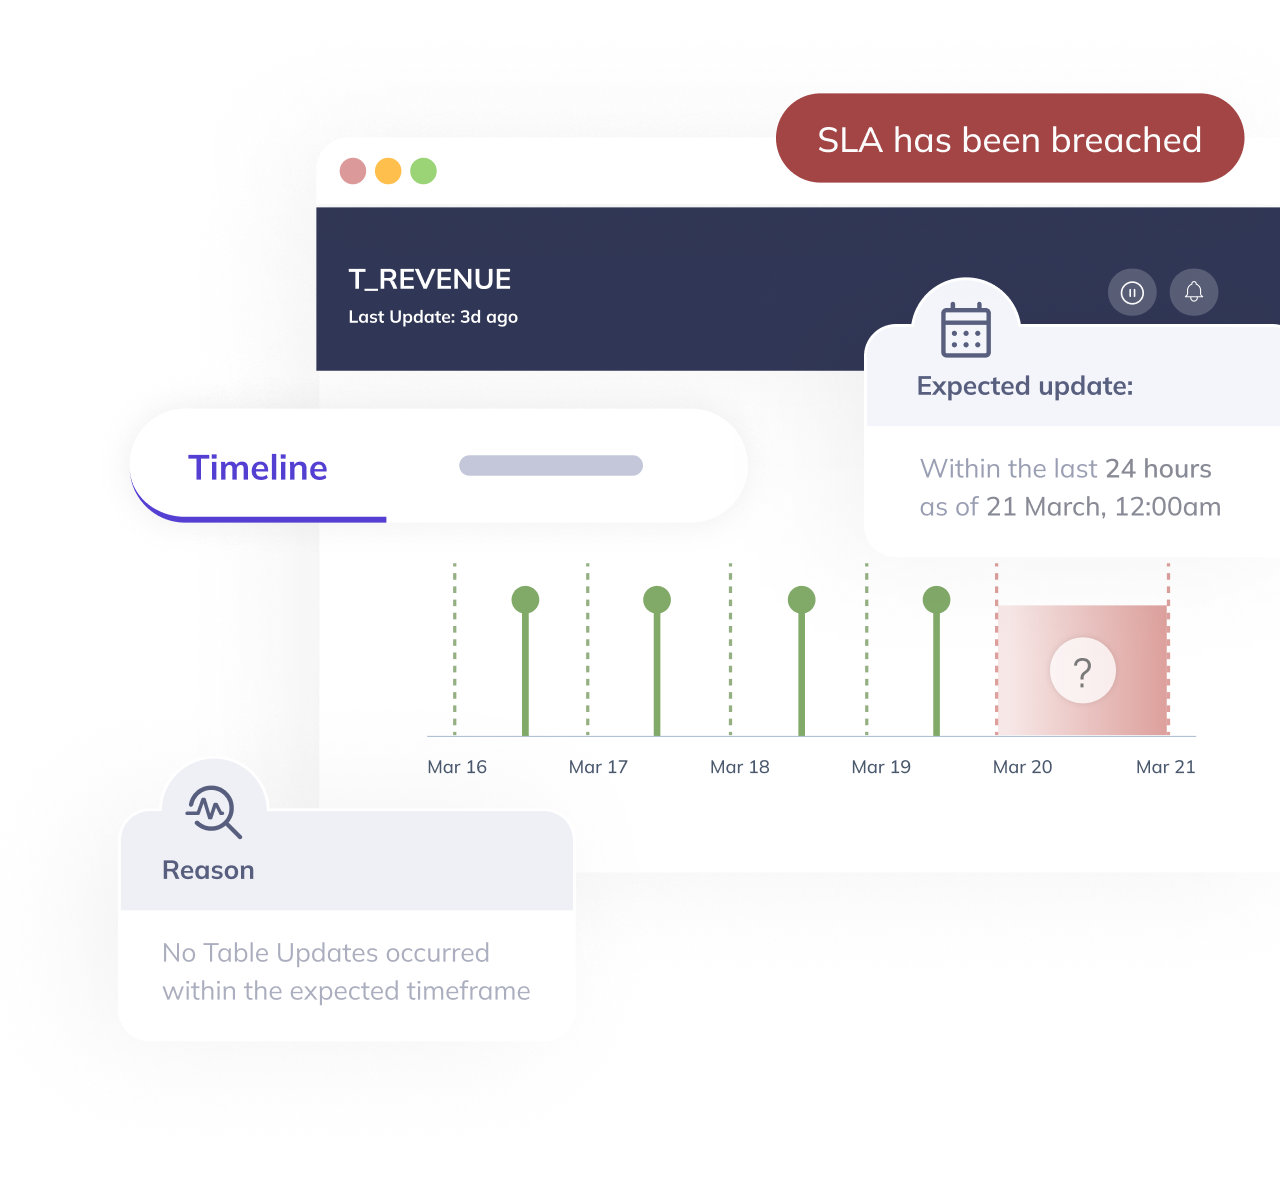 SLA has been breached
T_REVENUE
Last Update: 3d ago
Expected update:
Within the last 24 hours
as of 21 March, 12:00am
Timeline
?
Mar 16
Mar 17
Mar 18
Mar 19
Mar 20
Mar 21
Reason
No Table Updates occurred
within the expected timeframe